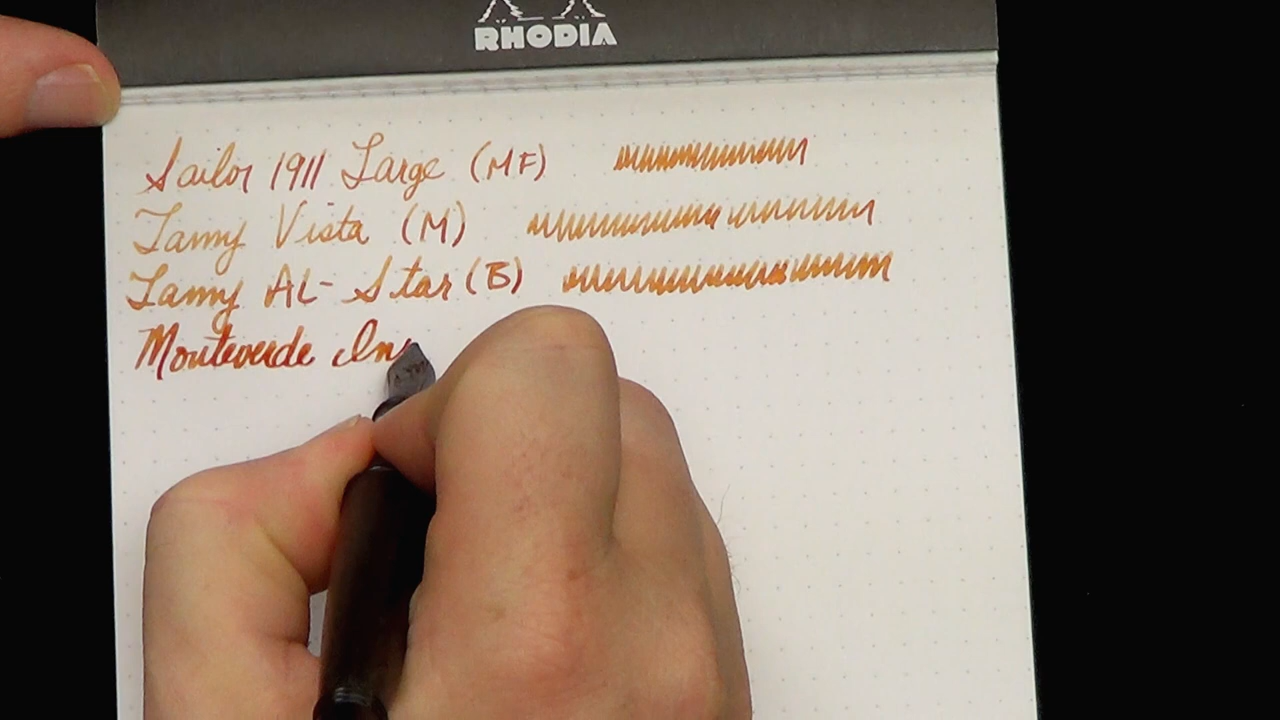 RHODIA
Sailor 1911 Large (MF)
Lamy Vista (M)
Lamy AL-Star (B)
Monteverde In